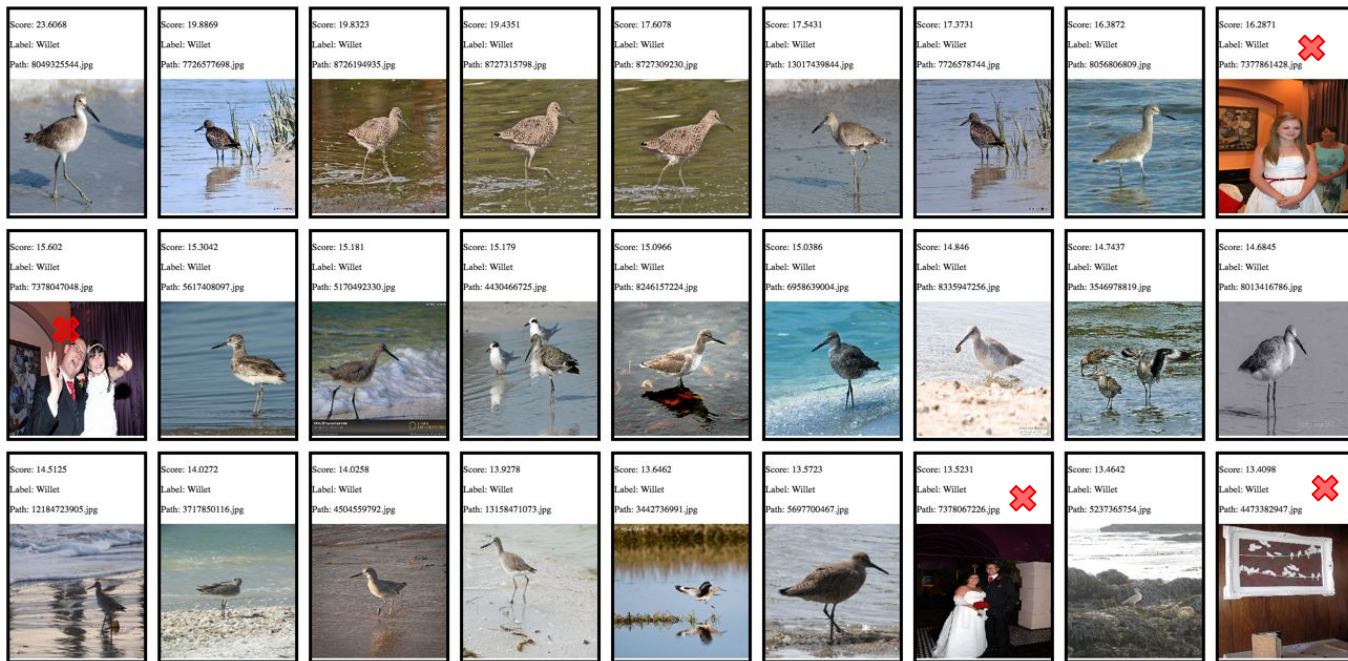 Score: 23.6068
Label: Willet
Path: 8049325544.jpg
Score: 19.8869
Label: Willet
Path: 7726577698.jpg
Score: 19.8323
Label: Willet
Path: 8726194935.jpg
Score: 19.4351
Label: Willet
Path: 8727315798.jpg
Score: 17.6078
Label: Willet
Path: 8727309230.jpg
Score: 17.5431
Label: Willet
Path: 13017439844.jpg
Score: 17.3731
Label: Willet
Path: 7726578744.jpg
Score: 16.3872
Label: Willet
Path: 8056806809.jpg
Score: 16.2871
Label: Willet
Path: 7377861428.jpg
Score: 15.602
Label: Willet
Path: 7378047048.jpg
Score: 15.3042
Label: Willet
Path: 5617408097.jpg
Score: 15.181
Label: Willet
Path: 5170492330.jpg
Score: 15.179
Label: Willet
Path: 4430466725.jpg
Score: 15.0966
Label: Willet
Path: 8246157224.jpg
Score: 15.0386
Label: Willet
Path: 6958639004.jpg
Score: 14.846
Label: Willet
Path: 8335947256.jpg
Score: 14.7437
Label: Willet
Path: 3546978819.jpg
Score: 14.6845
Label: Willet
Path: 8013416786.jpg
Score: 14.5125
Label: Willet
Path: 12184723905.jpg
Score: 14.0272
Label: Willet
Path: 3717850116.jpg
Score: 14.0258
Label: Willet
Path: 4504559792.jpg
Score: 13.9278
Label: Willet
Path: 13158471073.jpg
Score: 13.6462
Label: Willet
Path: 3442736991.jpg
Score: 13.5723
Label: Willet
Path: 5697700467.jpg
Score: 13.5231
Label: Willet
Path: 7378067226.jpg
Score: 13.4642
Label: Willet
Path: 5237365754.jpg
Score: 13.4098
Label: Willet
Path: 4473382947.jpg